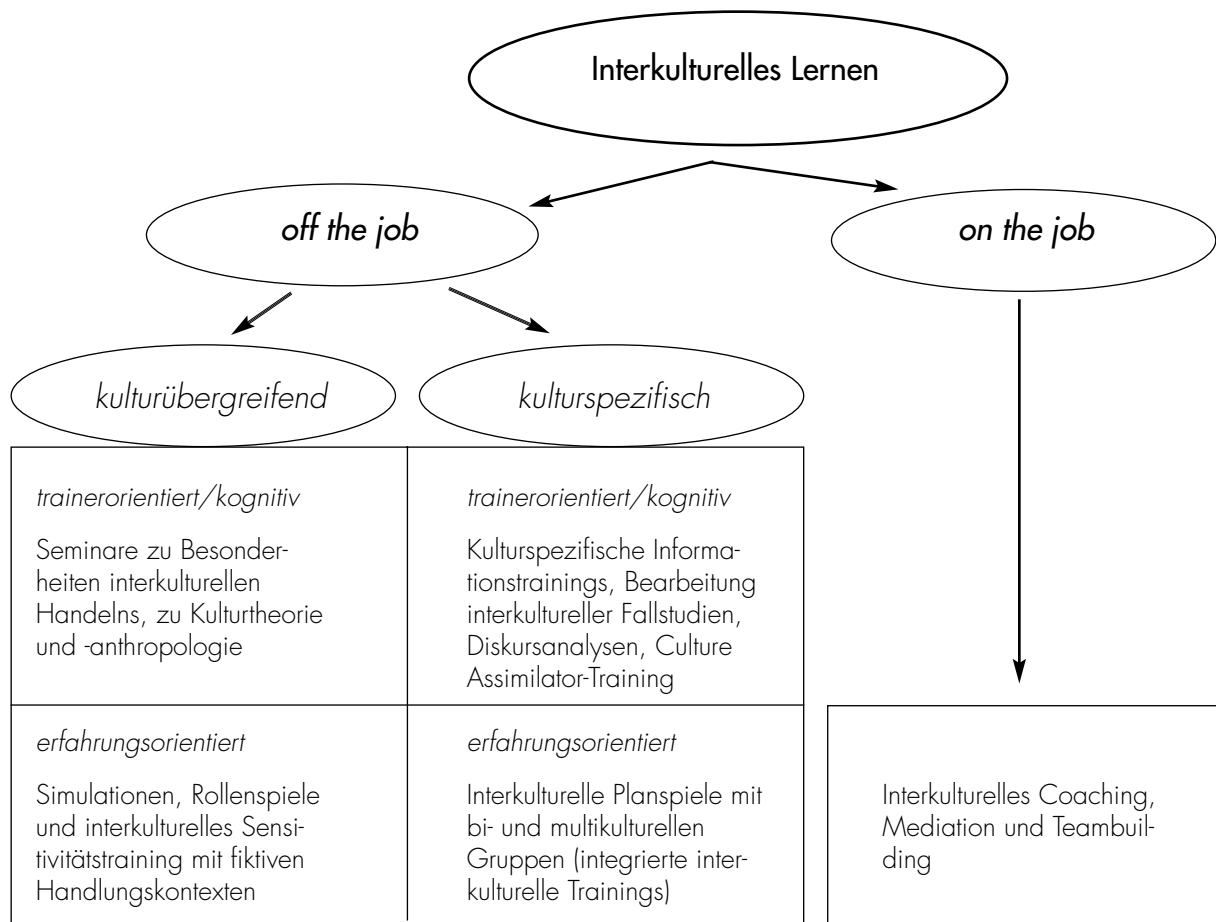 Interkulturelles Lernen
off the job
on the job
kulturübergreifend
kulturspezifisch
trainerorientiert/kognitiv
Seminare zu Besonder-
heiten interkulturellen
Handelns, zu Kulturtheorie
und -anthropologie
trainerorientiert/kognitiv
Kulturspezifische Informa-
tionstrainings, Bearbeitung
interkultureller Fallstudien,
Diskursanalysen, Culture
Assimilator-Training
erfahrungsorientiert
Simulationen, Rollenspiele
und interkulturelles Sensi-
tivitätstraining mit fiktiven
Handlungskontexten
erfahrungsorientiert
Interkulturelle Planspiele mit
bi- und multikulturellen
Gruppen (integrierte inter-
kulturelle Trainings)
Interkulturelles Coaching,
Mediation und Teambuil-
ding